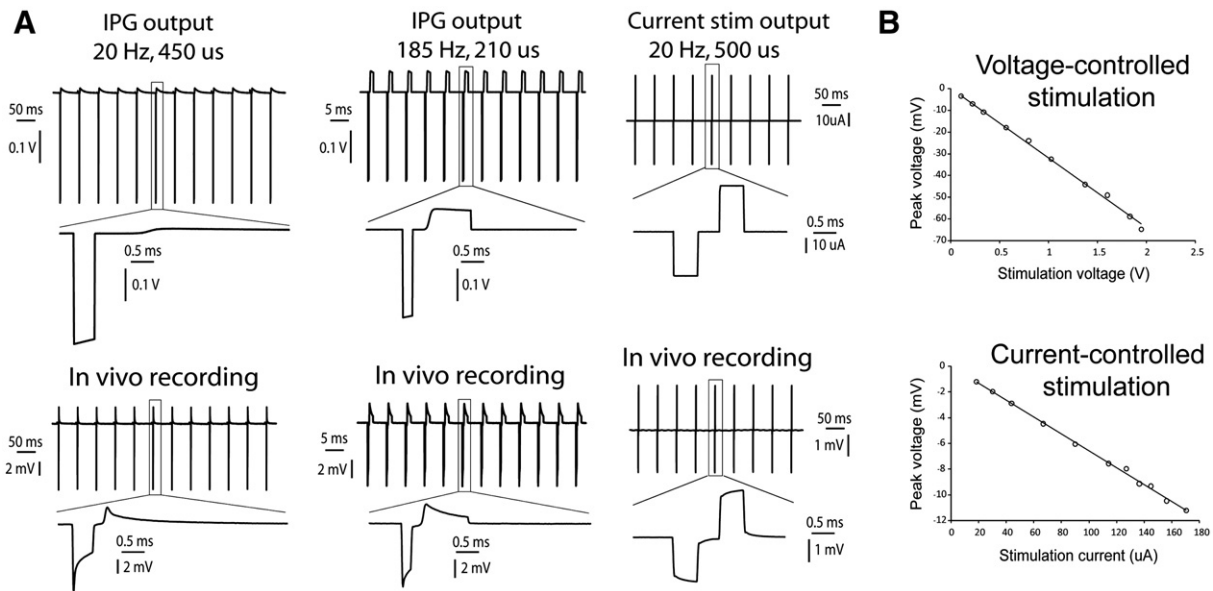 A
IPG output
20 Hz, 450 us
50 ms
0.1 V
0.5 ms
0.1 V
In vivo recording
50 ms
2 mV
0.5 ms
2 mV
IPG output
185 Hz, 210 us
5 ms
0.1 V
0.5 ms
0.1 V
In vivo recording
5 ms
2 mV
0.5 ms
2 mV
Current stim output
20 Hz, 500 us
50 ms
10uA
0.5 ms
10 uA
In vivo recording
50 ms
1 mV
0.5 ms
1 mV
B
Voltage-controlled
stimulation
Peak voltage (mV)
0
-10
-20
-30
-40
-50
-60
-70
0 0.5 1 1.5 2 2.5
Stimulation voltage (V)
Current-controlled
stimulation
Peak voltage (mV)
0
-2
-4
-6
-8
-10
-12
0 20 40 60 80 100 120 140 160 180
Stimulation current (uA)